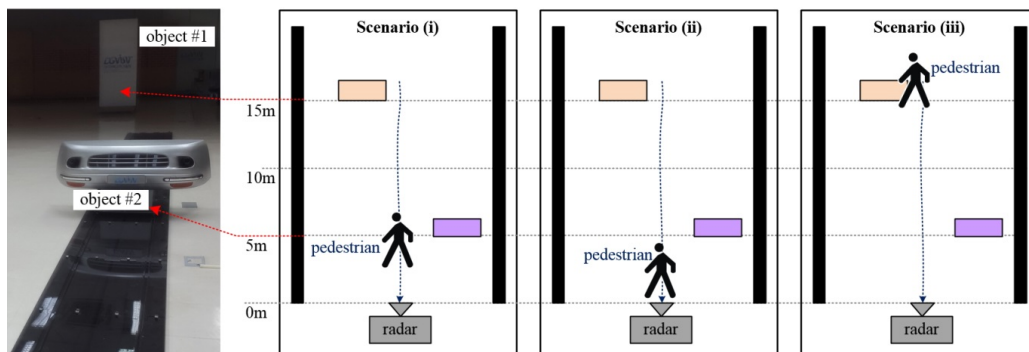 object #1
object #2
15m
10m
5m
0m
Scenario (i)
pedestrian
radar
Scenario (ii)
pedestrian
radar
Scenario (iii)
pedestrian
radar